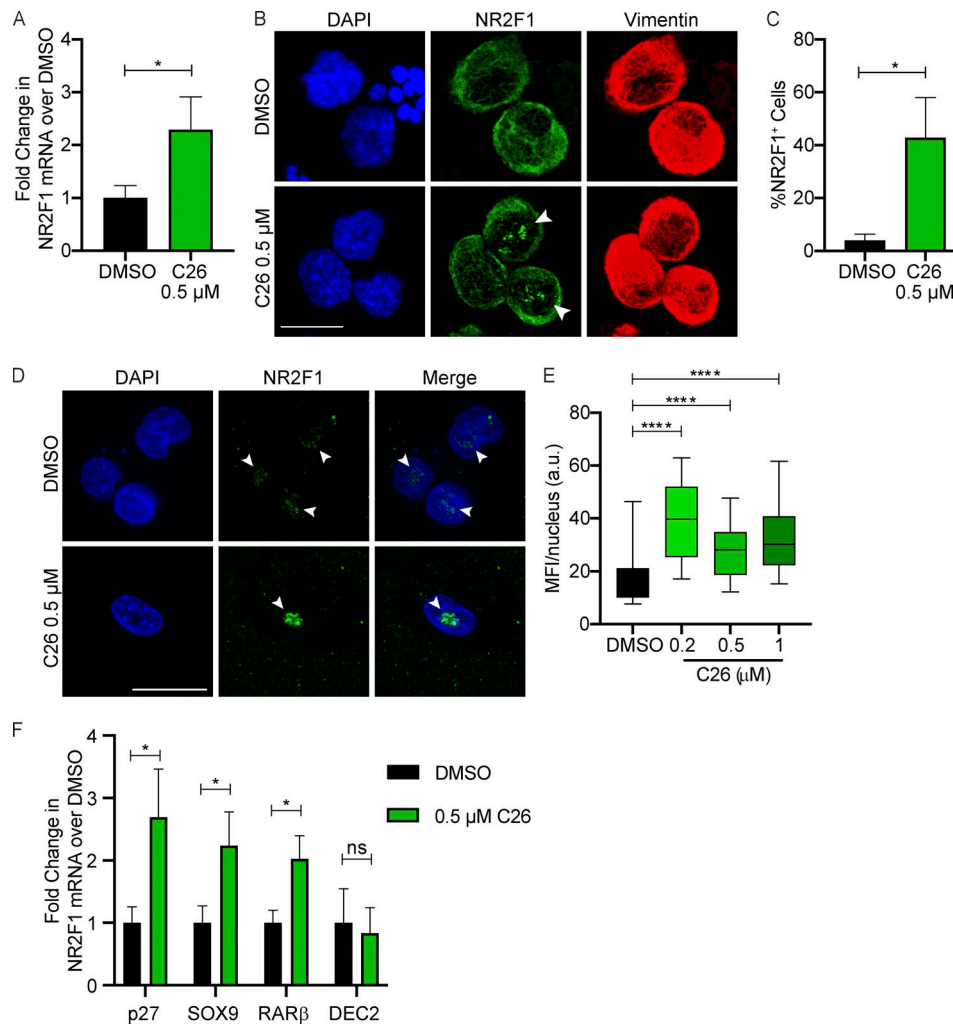 A
Fold Change in
NR2F1 mRNA over DMSO
4
3
2
1
0
*
DMSO
C26
0.5 μM
B
DAPI
NR2F1
Vimentin
DMSO
C26 0.5 μM
C
%NR2F1+ Cells
80
60
40
20
0
*
DMSO
C26
0.5 μM
D
DAPI
NR2F1
Merge
DMSO
C26 0.5 μM
E
MFI/nucleus (a.u.)
80
60
40
20
0
****
****
****
DMSO
0.2
0.5
1
C26 (μM)
F
Fold Change in
NR2F1 mRNA over DMSO
4
3
2
1
0
*
*
*
ns
p27
SOX9
RARβ
DEC2
DMSO
0.5 μM C26